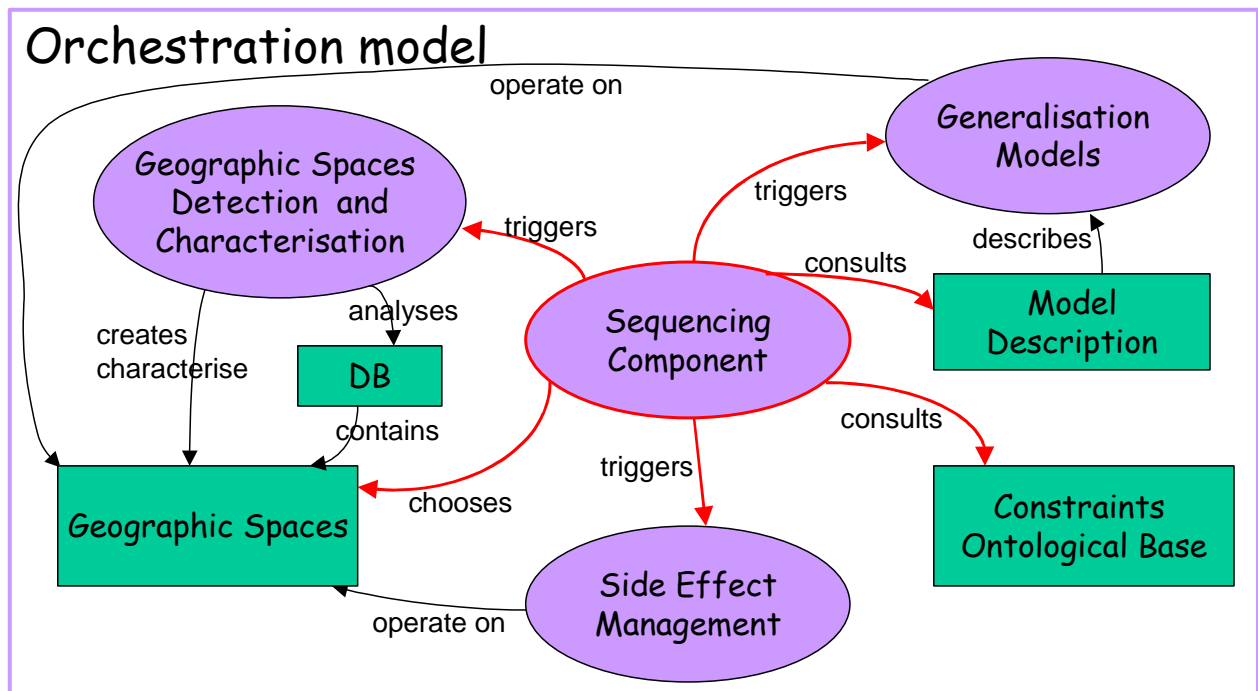 Orchestration model
operate on
Generalisation
Models
Geographic Spaces
Detection and
Characterisation
triggers
triggers
describes
consults
Model
Description
analyses
creates
characterise
DB
Sequencing
Component
contains
consults
triggers
chooses
Geographic Spaces
Constraints
Ontological Base
Side Effect
Management
operate on